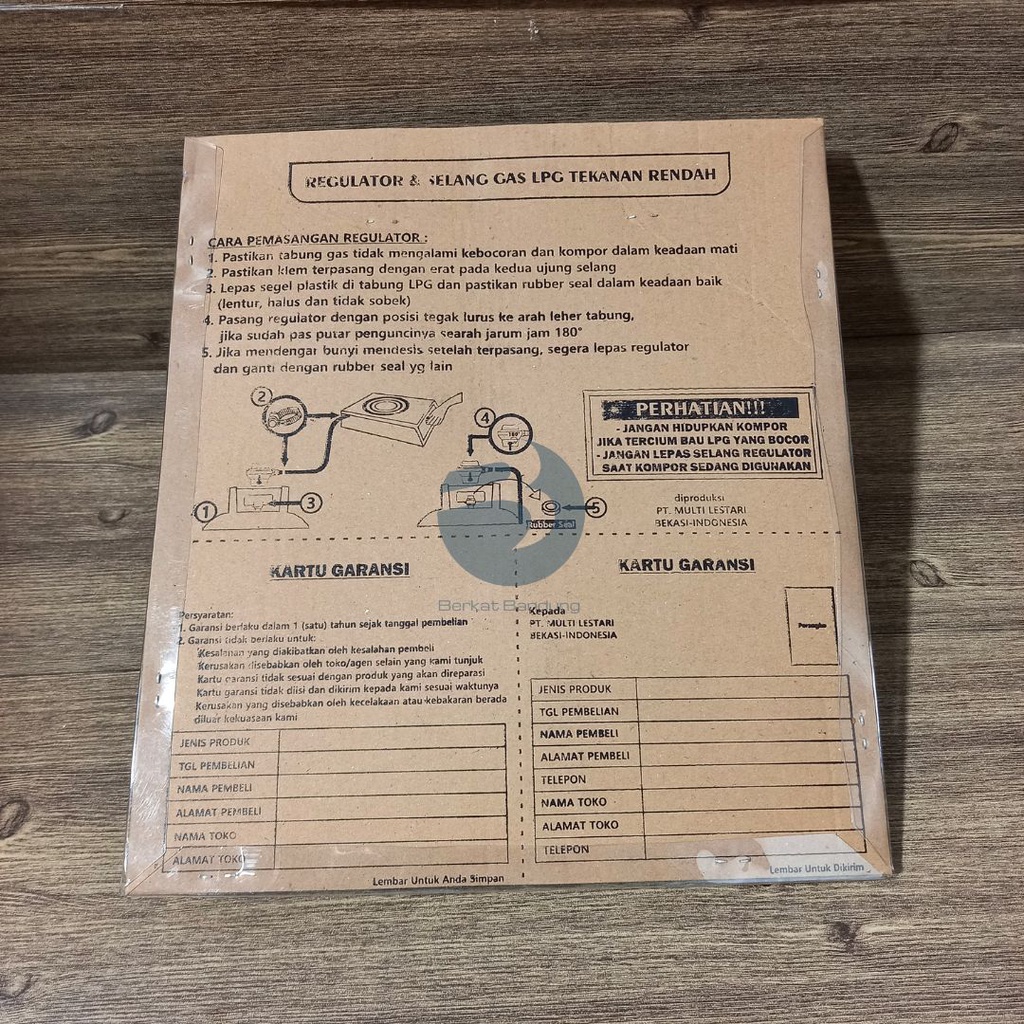 REGULATOR & SELANG GAS LPG TEKANAN RENDAH
CARA PEMASANGAN REGULATOR :
1. Pastikan tabung gas tidak mengalami kebocoran dan kompor dalam keadaan mati
2. Pastikan klem terpasang dengan erat pada kedua ujung selang
3. Lepas segel plastik di tabung LPG dan pastikan rubber seal dalam keadaan baik
(lentur, halus dan tidak sobek)
4. Pasang regulator dengan posisi tegak lurus ke arah leher tabung,
jika sudah pas putar penguncinya searah jarum jam 180°
5. Jika mendengar bunyi mendesis setelah terpasang, segera lepas regulator
dan ganti dengan rubber seal yg lain
2
4
180°
1
3
5
Rubber Seal
PERHATIAN!!!
- JANGAN HIDUPKAN KOMPOR
JIKA TERCIUM BAU LPG YANG BOCOR
- JANGAN LEPAS SELANG REGULATOR
SAAT KOMPOR SEDANG DIGUNAKAN
diproduksi
PT. MULTI LESTARI
BEKASI-INDONESIA
Berkat Bandung
KARTU GARANSI
Persyaratan:
1. Garansi berlaku dalam 1 (satu) tahun sejak tanggal pembelian
2. Garansi tidak berlaku untuk:
Kesalahan yang diakibatkan oleh kesalahan pembeli
Kerusakan disebabkan oleh toko/agen selain yang kami tunjuk
Kartu garansi tidak sesuai dengan produk yang akan direparasi
Kartu garansi tidak diisi dan dikirim kepada kami sesuai waktunya
Kerusakan yang disebabkan oleh kecelakaan atau kebakaran berada
diluar kekuasaan kami
JENIS PRODUK
TGL PEMBELIAN
NAMA PEMBELI
ALAMAT PEMBELI
NAMA TOKO
ALAMAT TOKO
Lembar Untuk Anda Simpan
KARTU GARANSI
Kepada
PT. MULTI LESTARI
BEKASI-INDONESIA
Perangko
JENIS PRODUK
TGL PEMBELIAN
NAMA PEMBELI
ALAMAT PEMBELI
TELEPON
NAMA TOKO
ALAMAT TOKO
TELEPON
Lembar Untuk Dikirim